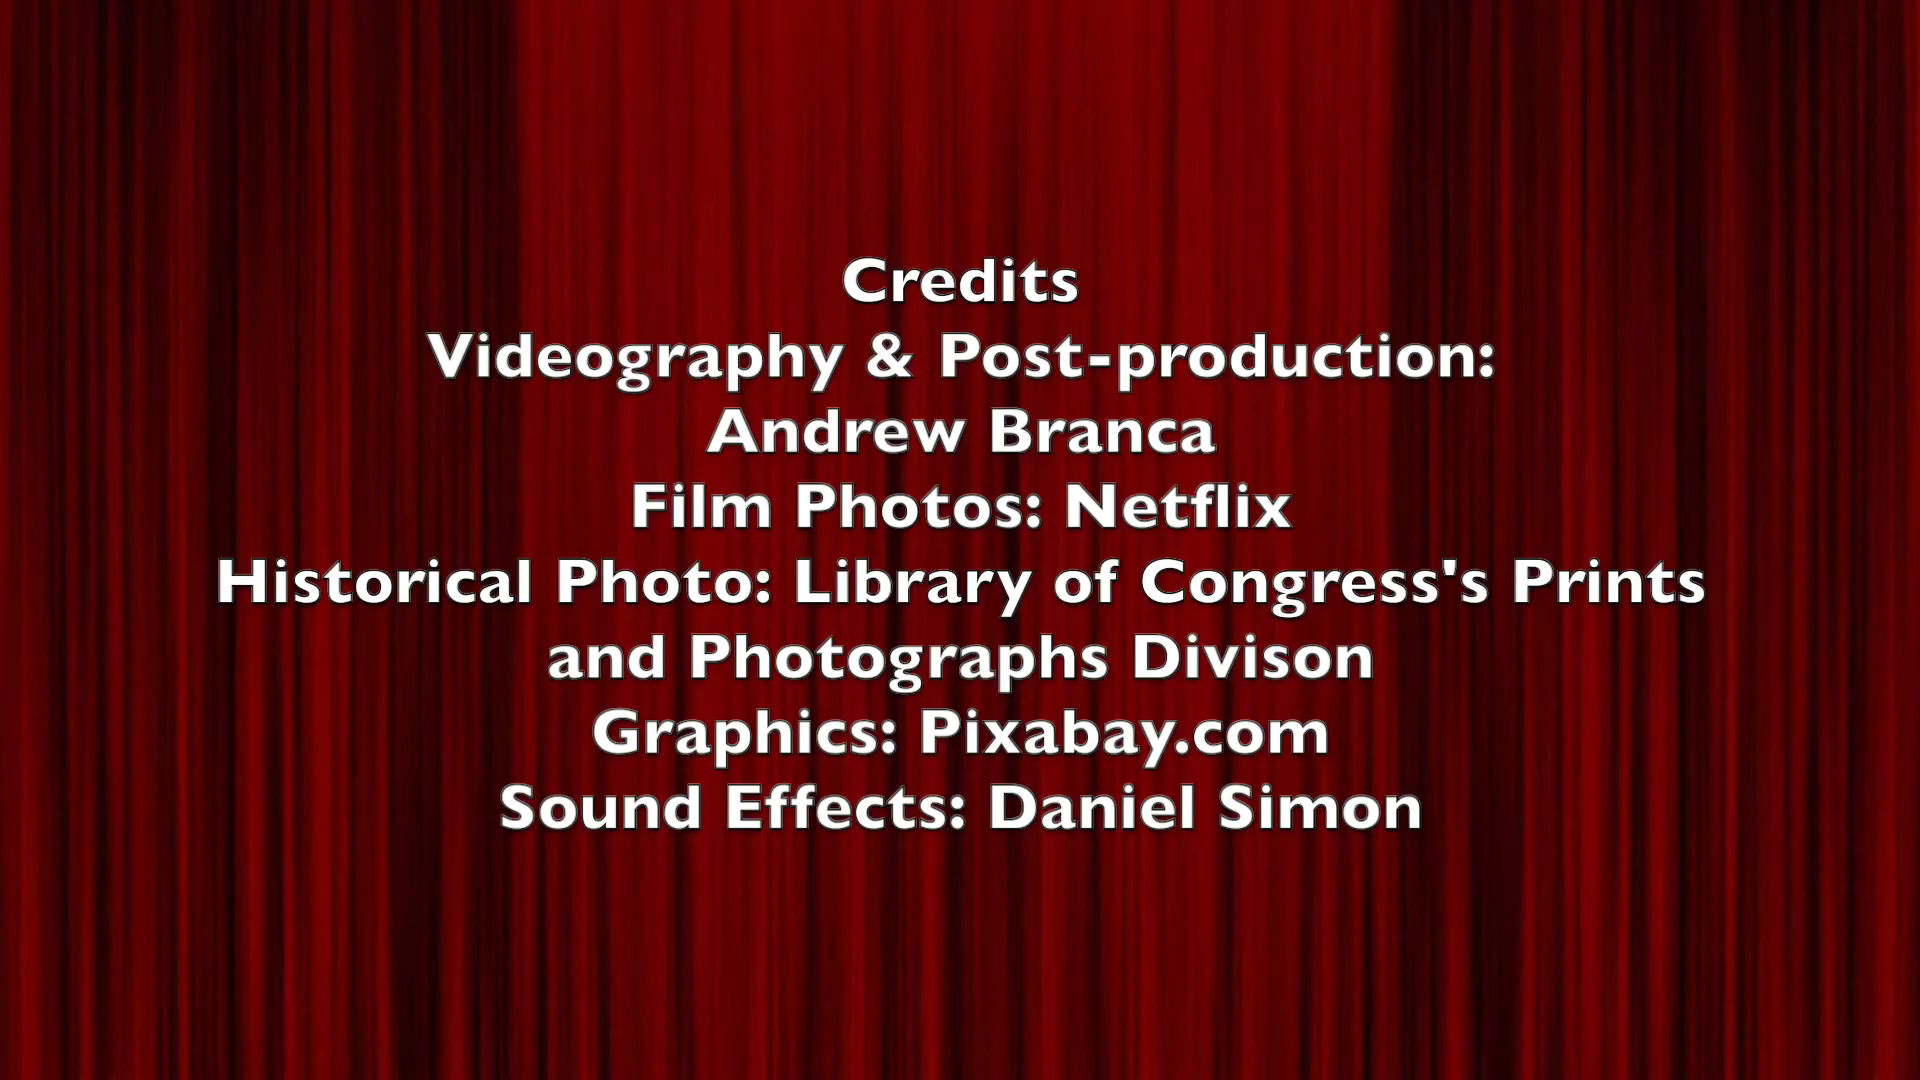 Credits
Videography & Post-production:
Andrew Branca
Film Photos: Netflix
Historical Photo: Library of Congress's Prints
and Photographs Divison
Graphics: Pixabay.com
Sound Effects: Daniel Simon